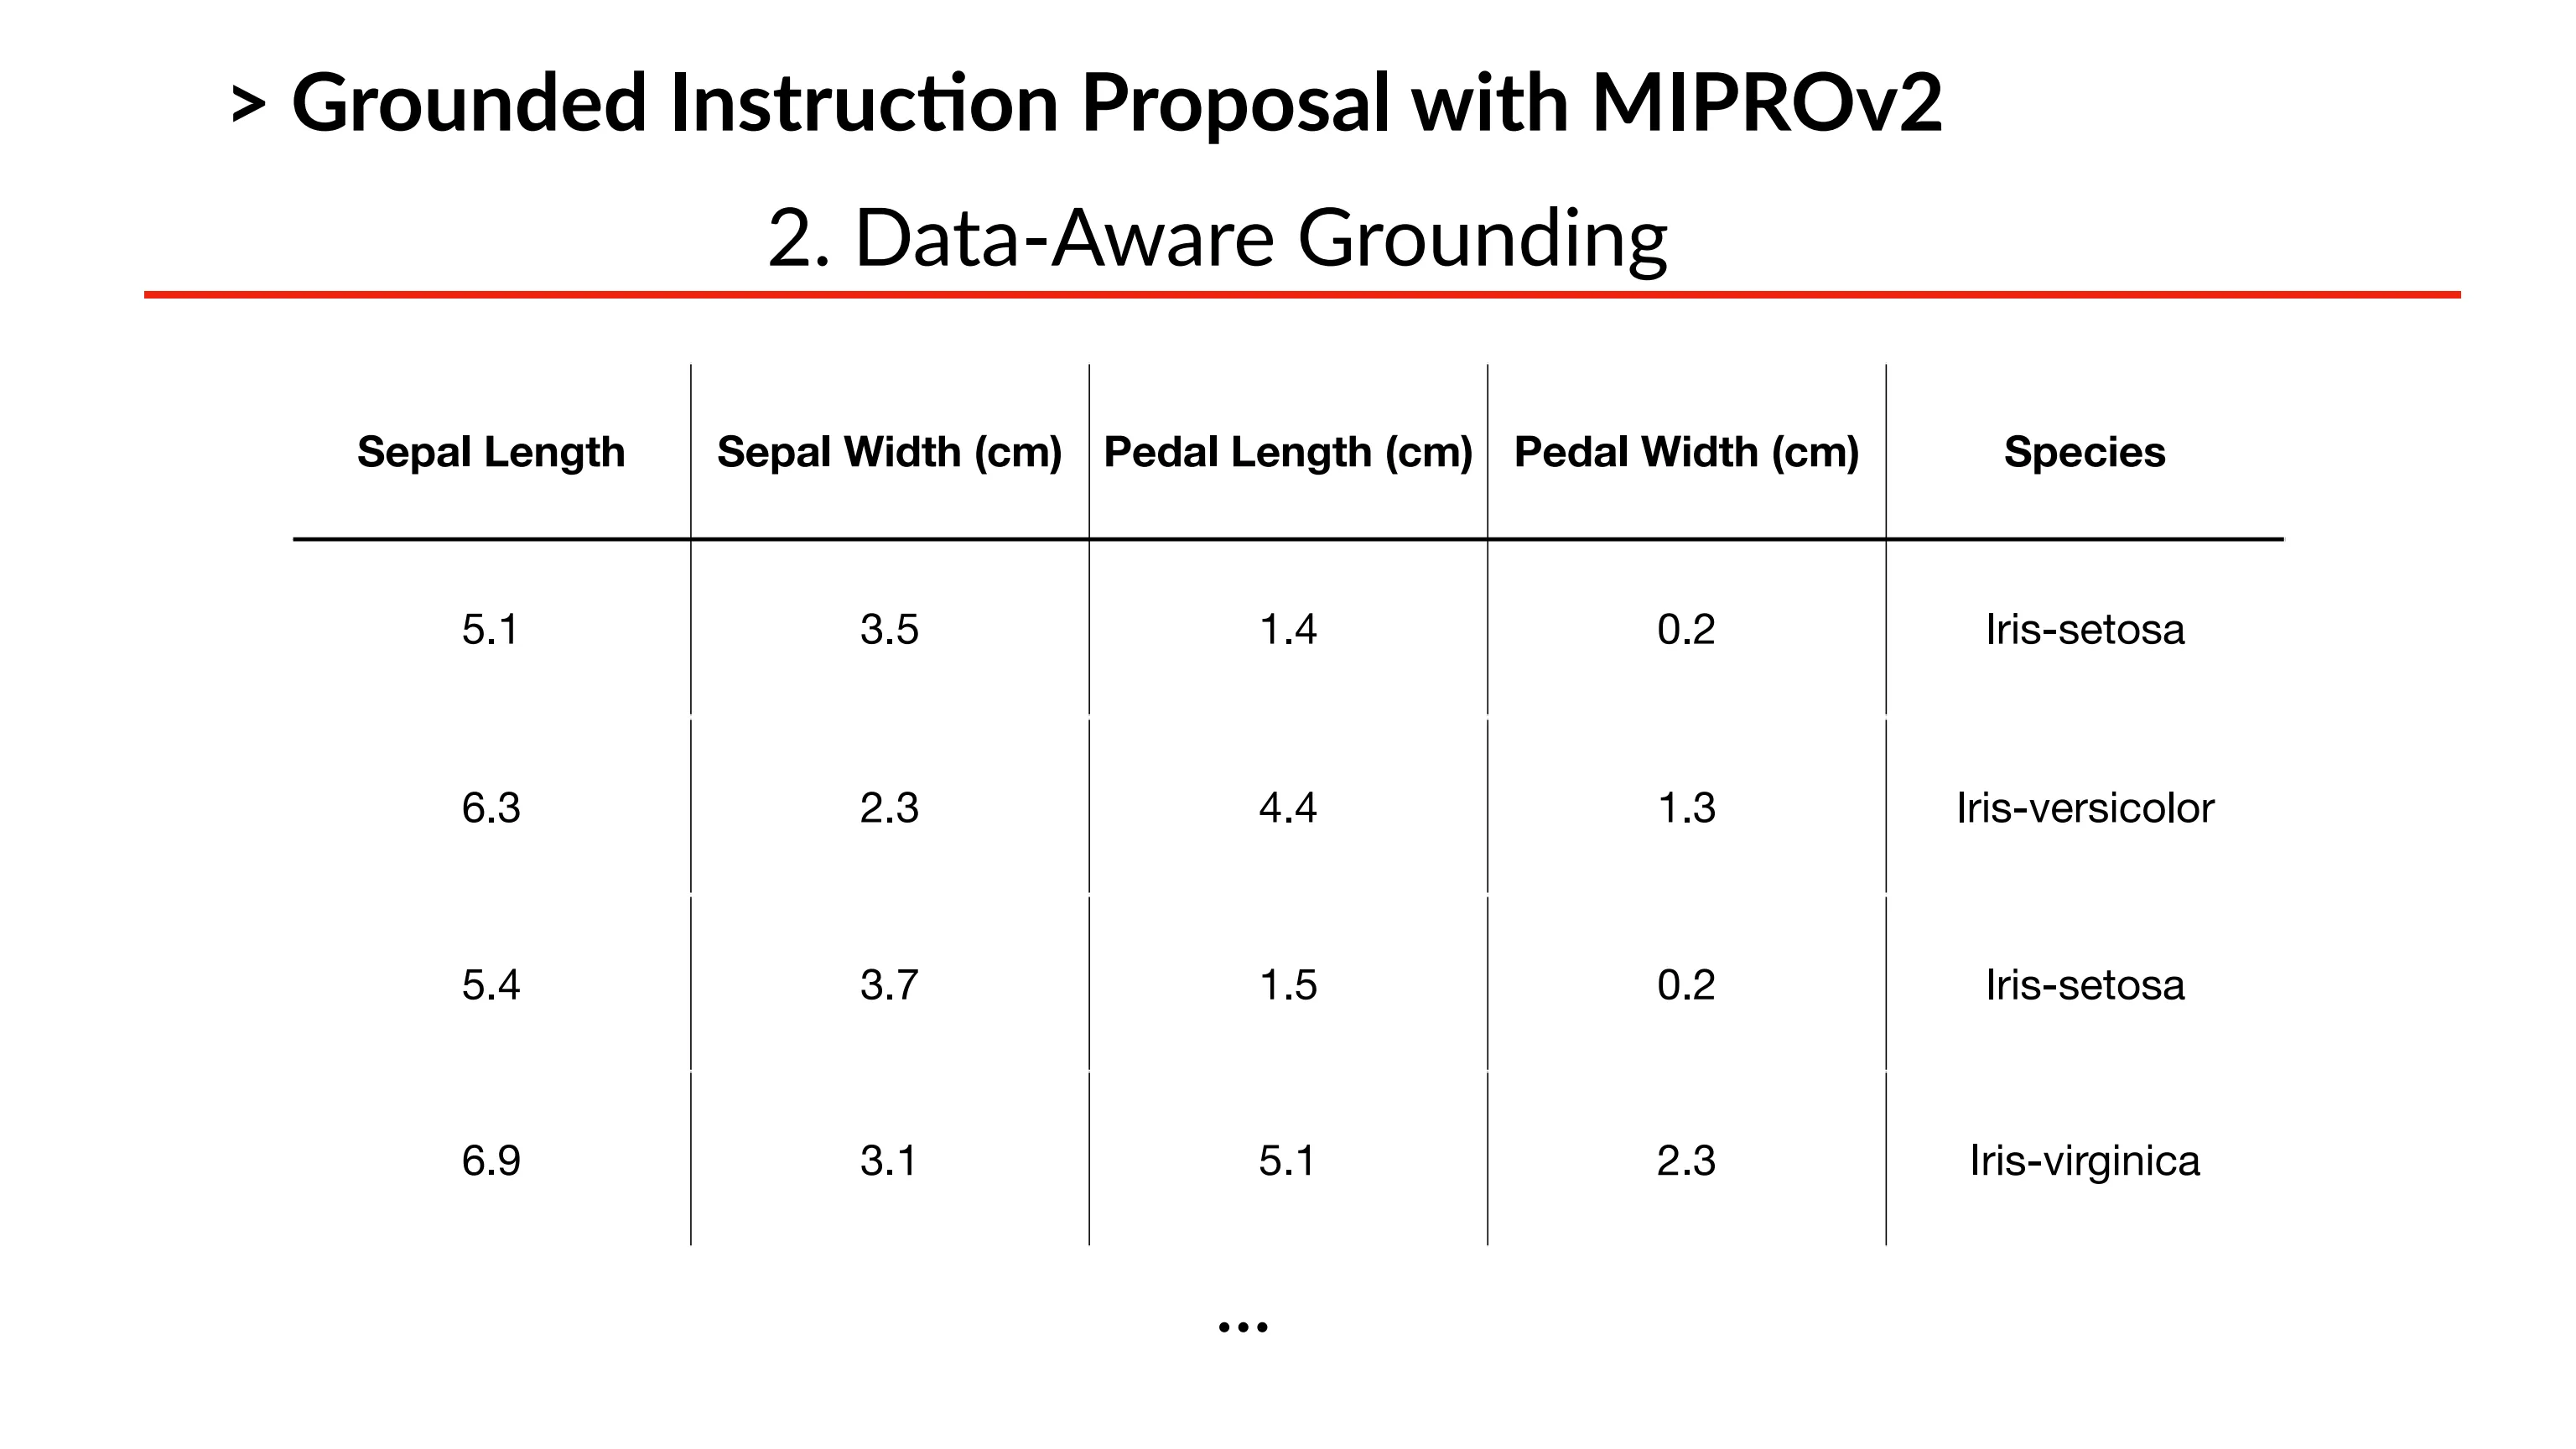 > Grounded Instruction Proposal with MIPROv2
2. Data-Aware Grounding
Sepal Length Sepal Width (cm) Pedal Length (cm) Pedal Width (cm) Species
5.1 3.5 1.4 0.2 Iris-setosa
6.3 2.3 4.4 1.3 Iris-versicolor
5.4 3.7 1.5 0.2 Iris-setosa
6.9 3.1 5.1 2.3 Iris-virginica
...